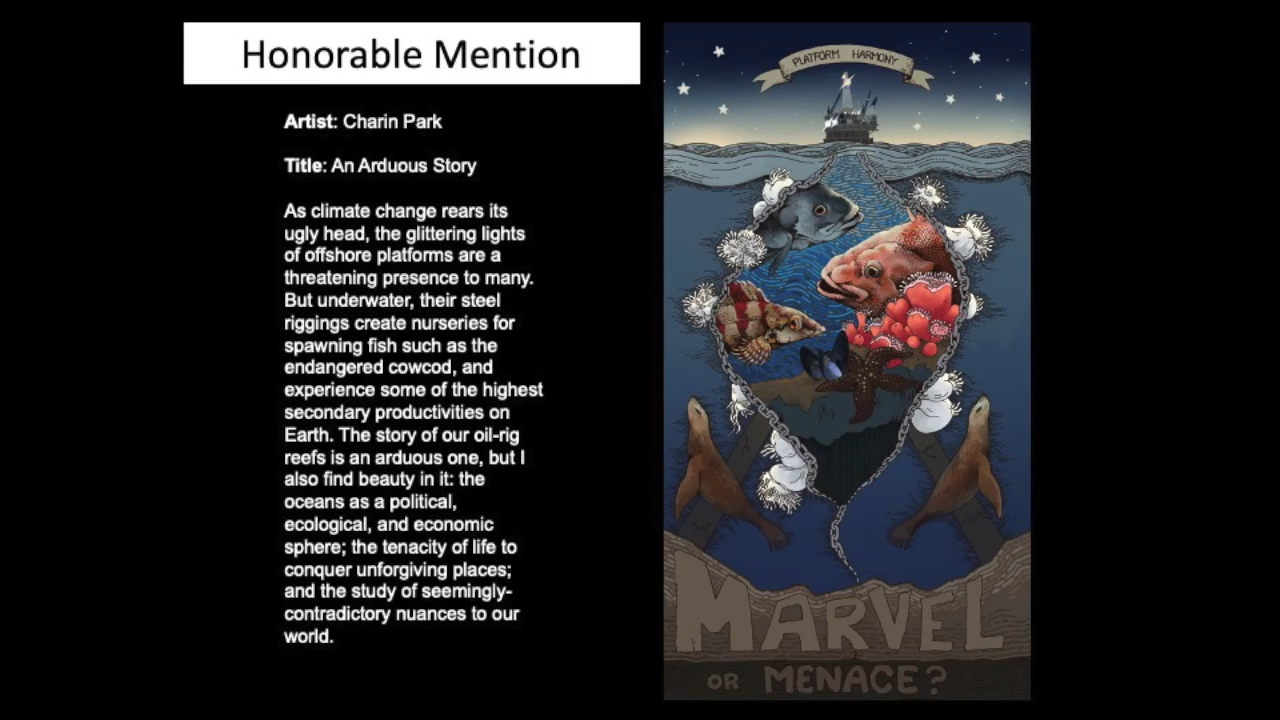 Honorable Mention
Artist: Charin Park
Title: An Arduous Story
As climate change rears its
ugly head, the glittering lights
of offshore platforms are a
threatening presence to many.
But underwater, their steel
riggings create nurseries for
spawning fish such as the
endangered cowcod, and
experience some of the highest
secondary productivities on
Earth. The story of our oil-rig
reefs is an arduous one, but I
also find beauty in it: the
oceans as a political,
ecological, and economic
sphere; the tenacity of life to
conquer unforgiving places;
and the study of seemingly-
contradictory nuances to our
world.
PLATFORM HARMONY
MARVEL
OR MENACE?